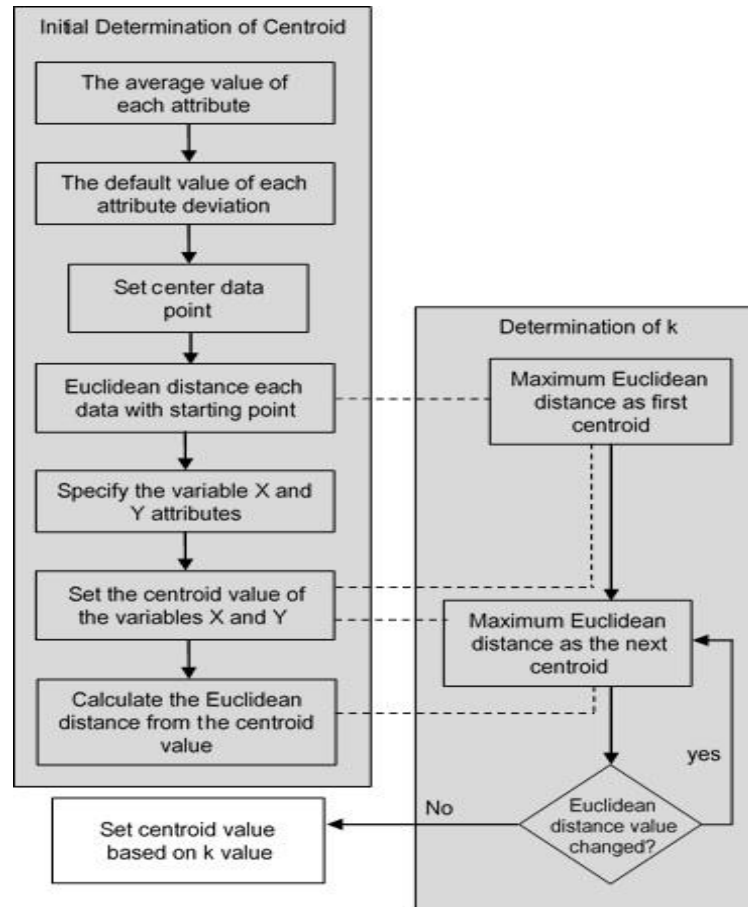 Initial Determination of Centroid
The average value of
each attribute
The default value of each
attribute deviation
Set center data
point
Euclidean distance each
data with starting point
Specify the variable X and
Y attributes
Set the centroid value of
the variables X and Y
Calculate the Euclidean
distance from the centroid
value
Determination of k
Maximum Euclidean
distance as first
centroid
Maximum Euclidean
distance as the next
centroid
yes
Euclidean
distance value
changed?
No
Set centroid value
based on k value